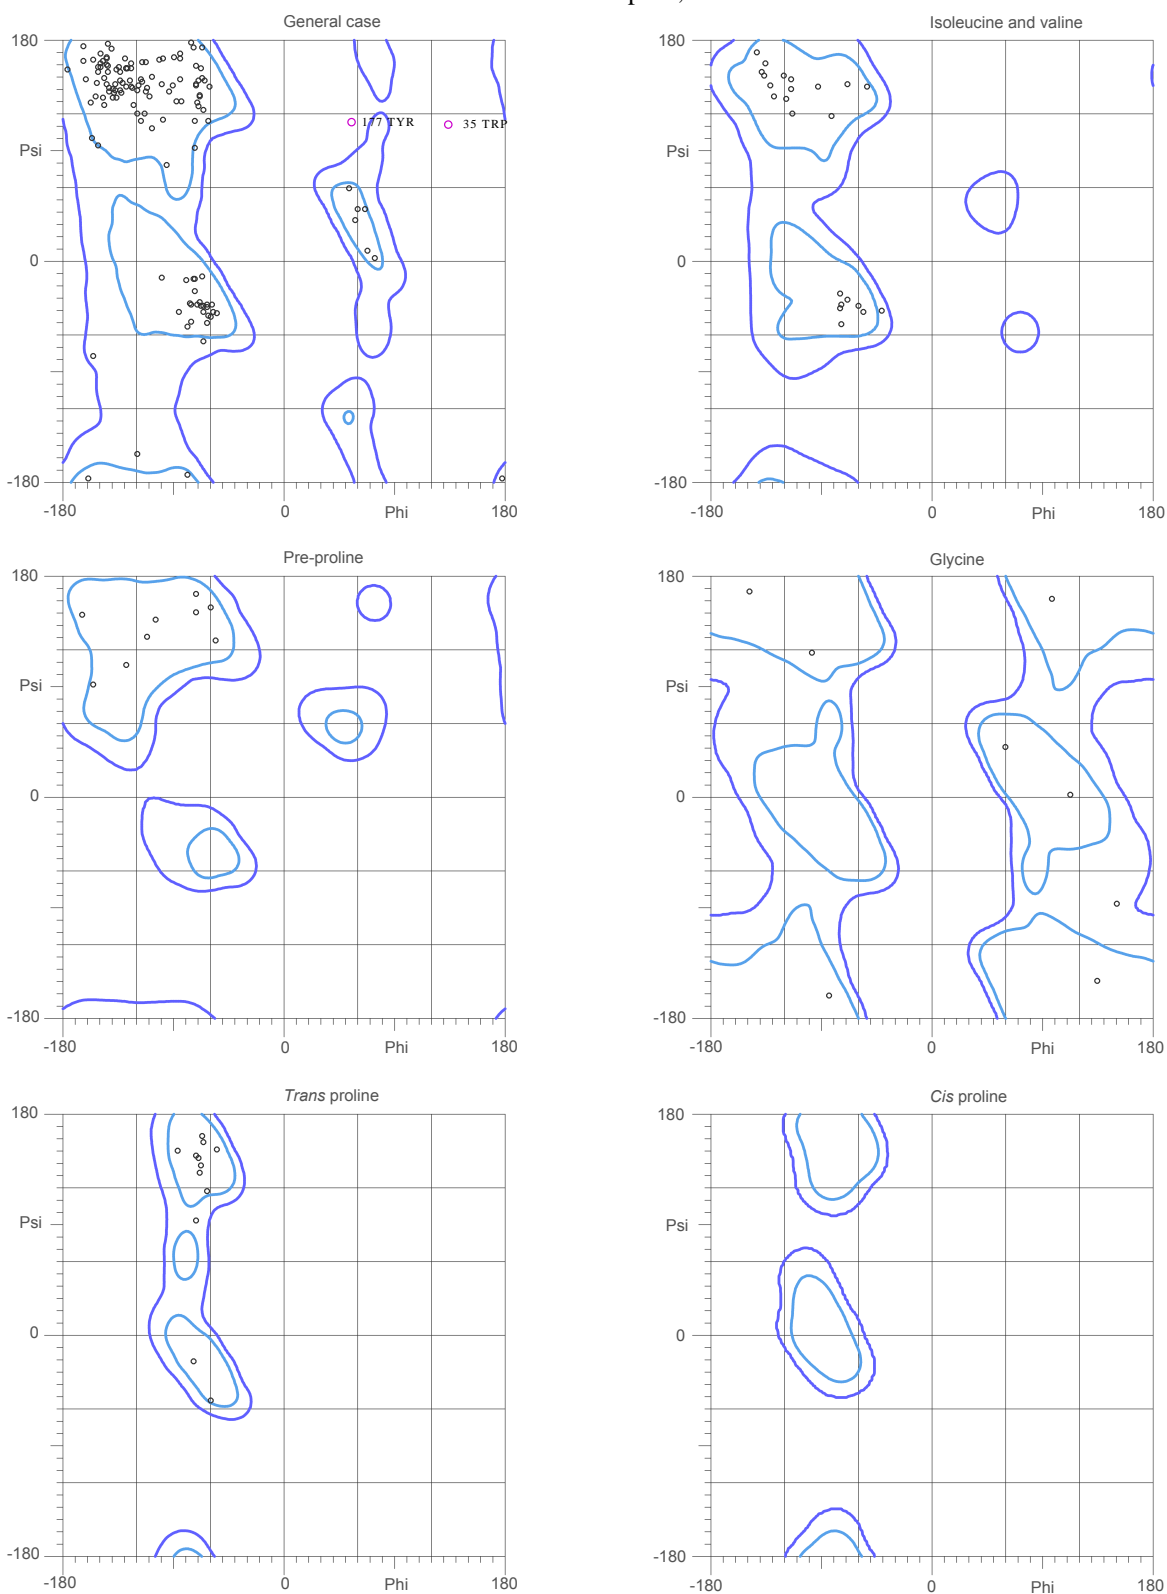 General case
Isoleucine and valine
180
180
177 TYR
35 TRP
Psi
Psi
0
0
-180
-180
-180
0
Phi
180
-180
0
Phi
180
Pre-proline
Glycine
180
180
Psi
Psi
0
0
-180
-180
-180
0
Phi
180
-180
0
Phi
180
Trans proline
Cis proline
180
180
Psi
Psi
0
0
-180
-180
-180
0
Phi
180
-180
0
Phi
180